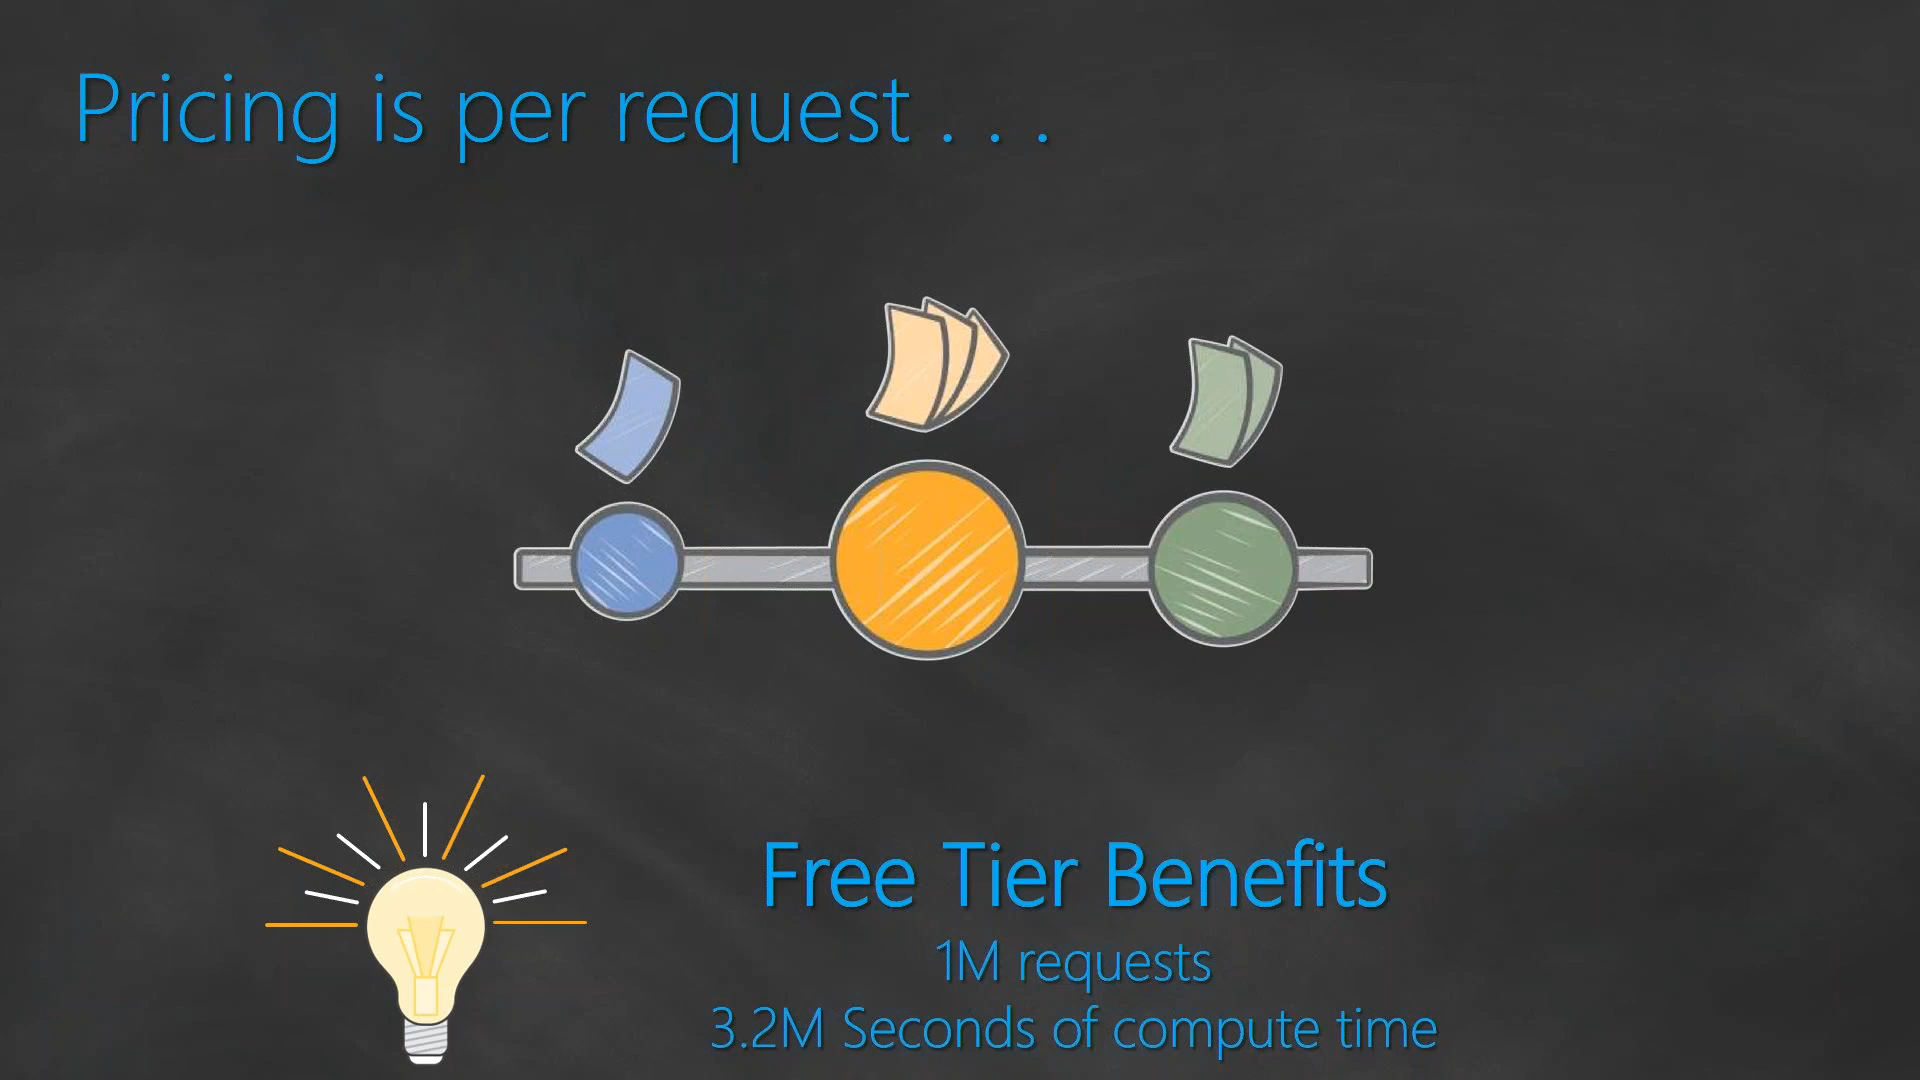 Pricing is per request . . .
Free Tier Benefits
1M requests
3.2M Seconds of compute time